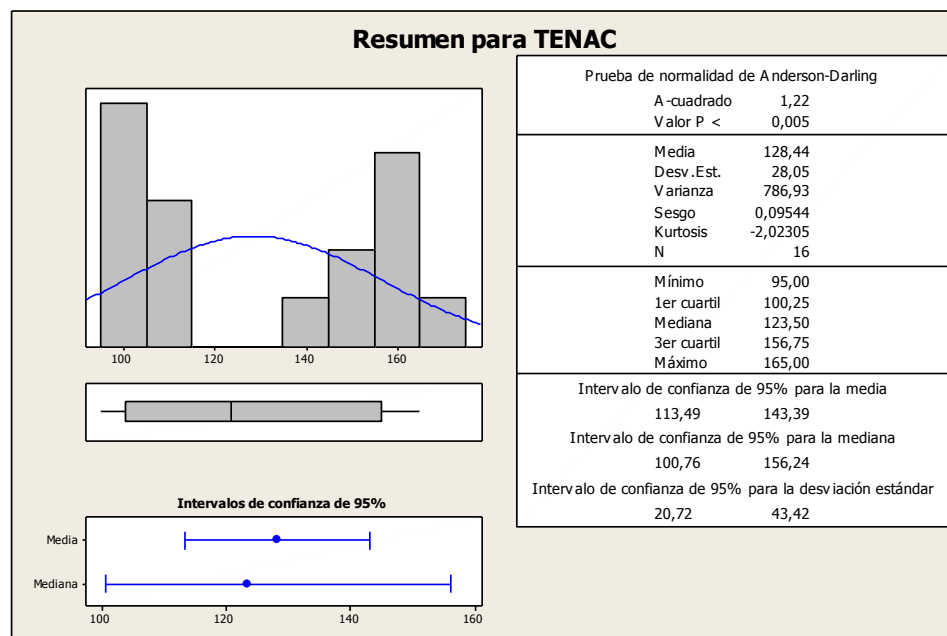 Resumen para TENAC
100 120 140 160
Intervalos de confianza de 95%
Media
Mediana
100 120 140 160
Prueba de normalidad de Anderson-Darling
A-cuadrado 1,22
Valor P < 0,005
Media 128,44
Desv.Est. 28,05
Varianza 786,93
Sesgo 0,09544
Kurtosis -2,02305
N 16
Mínimo 95,00
1er cuartil 100,25
Mediana 123,50
3er cuartil 156,75
Máximo 165,00
Intervalo de confianza de 95% para la media
113,49 143,39
Intervalo de confianza de 95% para la mediana
100,76 156,24
Intervalo de confianza de 95% para la desviación estándar
20,72 43,42